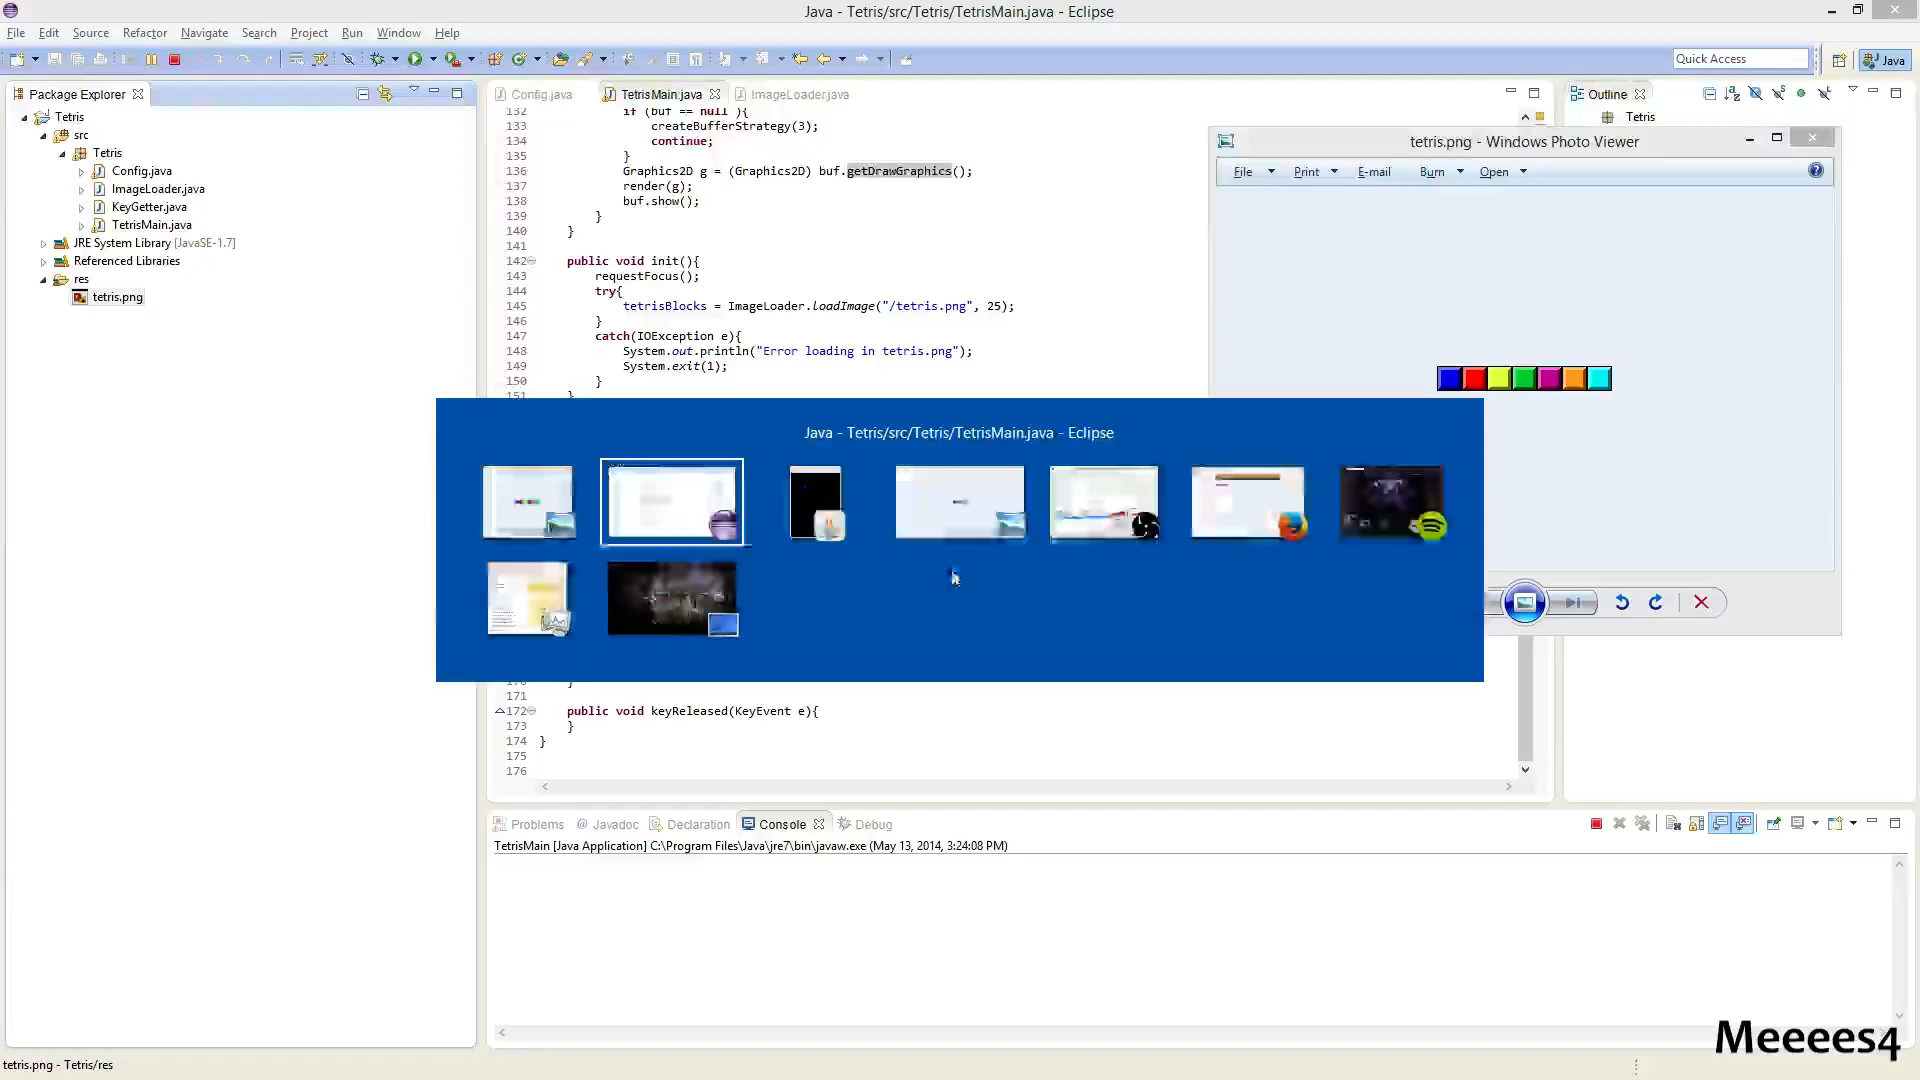 Java - Tetris/src/Tetris/TetrisMain.java - Eclipse
File Edit Source Refactor Navigate Search Project Run Window Help
Quick Access
Java
Package Explorer
Tetris
src
Tetris
Config.java
ImageLoader.java
KeyGetter.java
TetrisMain.java
JRE System Library [JavaSE-1.7]
Referenced Libraries
res
tetris.png
Config.java TetrisMain.java ImageLoader.java
132 if (buf == null ){
133 createBufferStrategy(3);
134 continue;
135 }
136 Graphics2D g = (Graphics2D) buf.getDrawGraphics();
137 render(g);
138 buf.show();
139 }
140 }
141
142 public void init(){
143 requestFocus();
144 try{
145 tetrisBlocks = ImageLoader.loadImage("/tetris.png", 25);
146 }
147 catch(IOException e){
148 System.out.println("Error loading in tetris.png");
149 System.exit(1);
150 }
151 }
Outline
Tetris
tetris.png - Windows Photo Viewer
File Print E-mail Burn Open
Java - Tetris/src/Tetris/TetrisMain.java - Eclipse
171
172 public void keyReleased(KeyEvent e){
173 }
174 }
175
176
Problems @ Javadoc Declaration Console Debug
TetrisMain [Java Application] C:\Program Files\Java\jre7\bin\javaw.exe (May 13, 2014, 3:24:08 PM)
tetris.png - Tetris/res
Meeees4